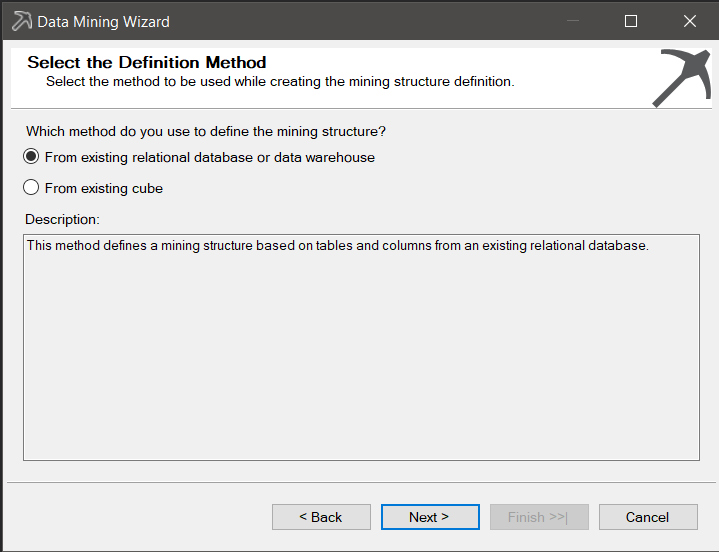 Data Mining Wizard
Select the Definition Method
Select the method to be used while creating the mining structure definition.
Which method do you use to define the mining structure?
From existing relational database or data warehouse
From existing cube
Description:
This method defines a mining structure based on tables and columns from an existing relational database.
< Back
Next >
Finish >>|
Cancel